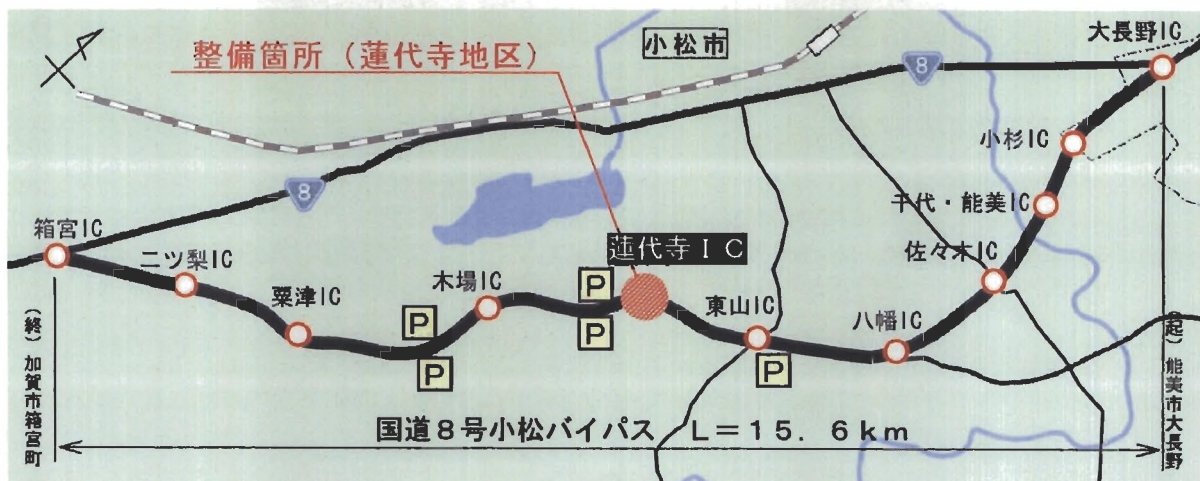 大長野IC
小松市
整備箇所（蓮代寺地区）
8
小杉IC
8
千代・能美IC
箱宮IC
佐々木IC
蓮代寺ＩＣ
二ツ梨IC
木場IC
粟津IC
P
P
東山IC
八幡IC
P
P
P
（終）加賀市箱宮町
（起）能美市大長野
国道８号小松バイパス　Ｌ＝１５．６ｋｍ